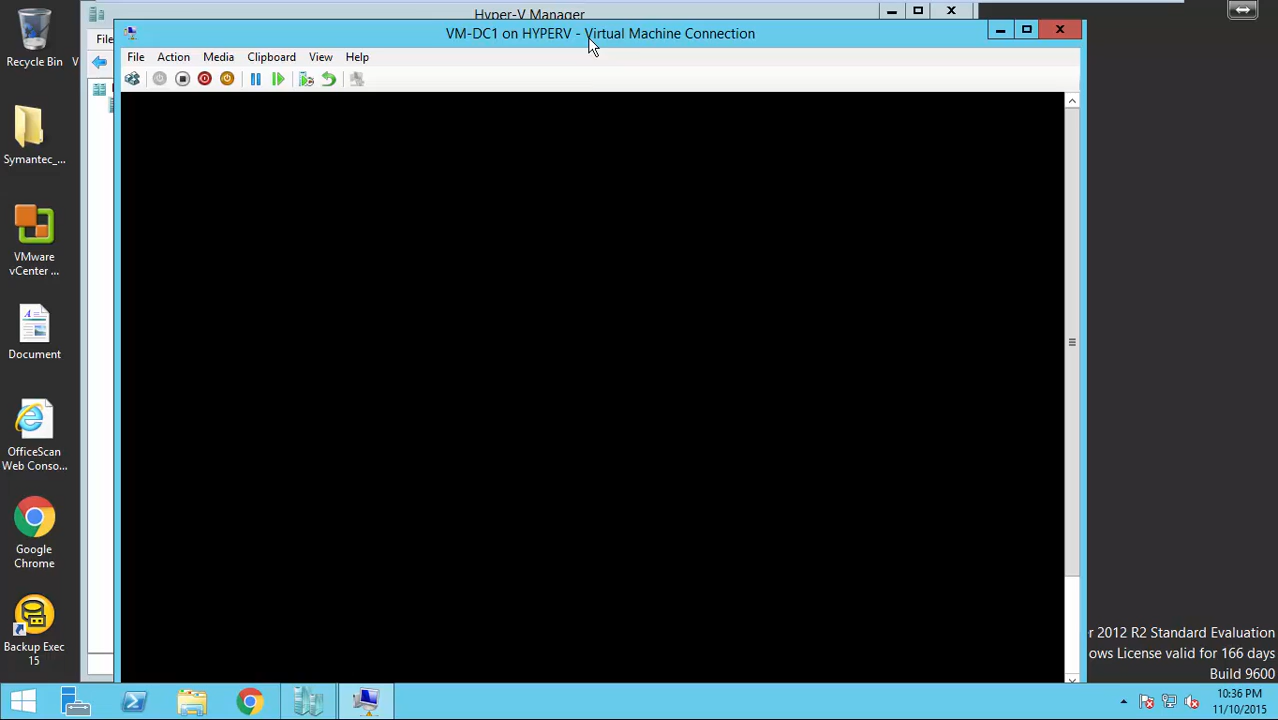 Hyper-V Manager
VM-DC1 on HYPERV - Virtual Machine Connection
File
File Action Media Clipboard View Help
Recycle Bin
V
Symantec_...
VMware
vCenter ...
Document
OfficeScan
Web Conso...
Google
Chrome
Backup Exec
15
r 2012 R2 Standard Evaluation
ows License valid for 166 days
Build 9600
10:36 PM
11/10/2015